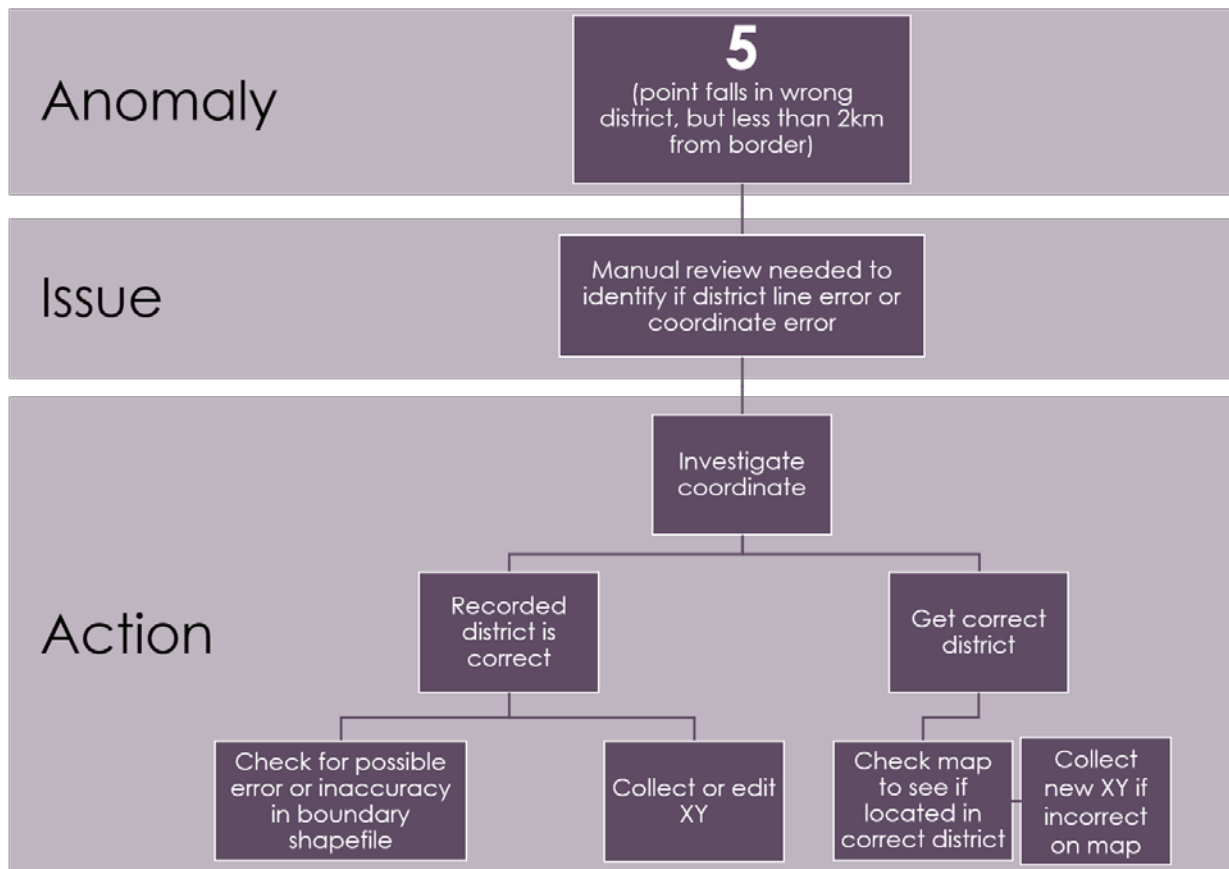 Anomaly
5
(point falls in wrong
district, but less than 2km
from border)
Issue
Manual review needed to
identify if district line error or
coordinate error
Action
Investigate
coordinate
Recorded
district is
correct
Get correct
district
Check for possible
error or inaccuracy
in boundary
shapefile
Collect or edit
XY
Check map
to see if
located in
correct district
Collect
new XY if
incorrect
on map